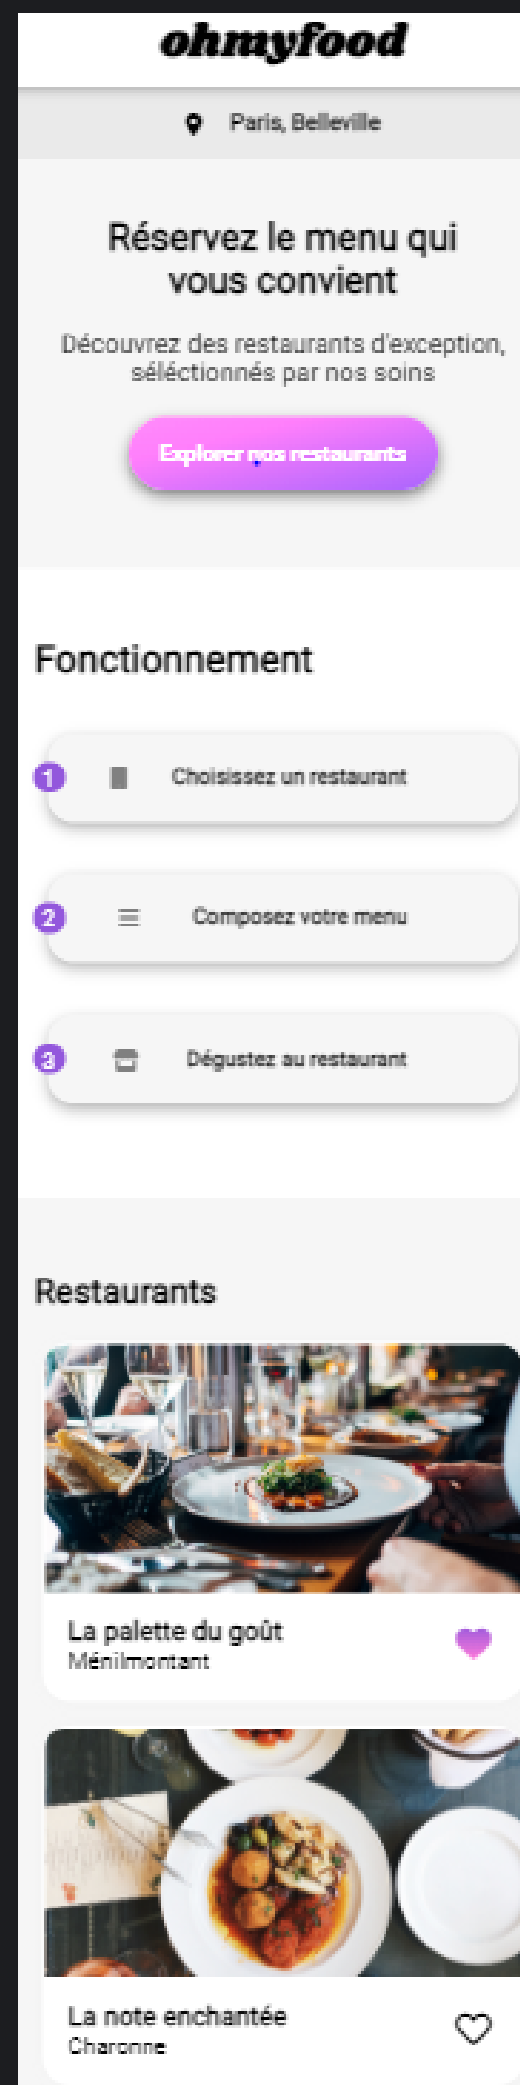 ohmyfood
Paris, Belleville
Réservez le menu qui
vous convient
Découvrez des restaurants d'exception,
séléctionnés par nos soins
Explorer nos restaurants
Fonctionnement
1 Choisissez un restaurant
2 Composez votre menu
3 Dégustez au restaurant
Restaurants
La palette du goût
Ménilmontant
La note enchantée
Charonne